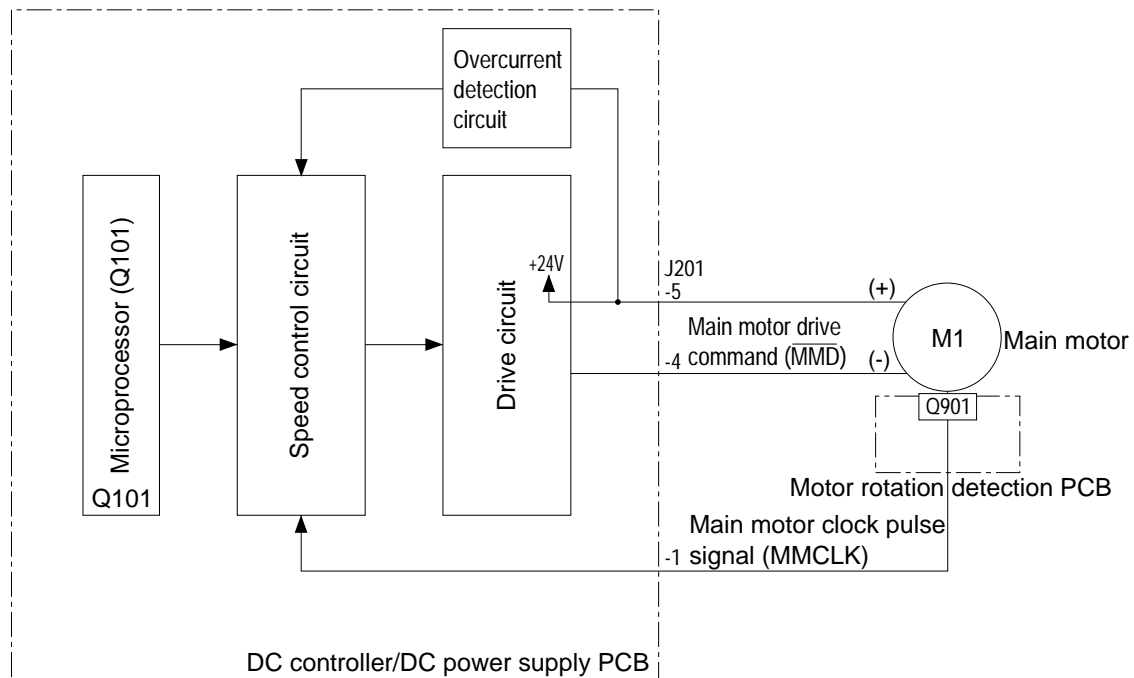 Overcurrent
detection
circuit
Microprocessor (Q101)
Q101
Speed control circuit
Drive circuit
+24V
J201
-5
(+)
Main motor drive
command (M̅M̅D̅)
-4
(-)
M1
Main motor
Q901
Motor rotation detection PCB
Main motor clock pulse
signal (MMCLK)
-1
DC controller/DC power supply PCB